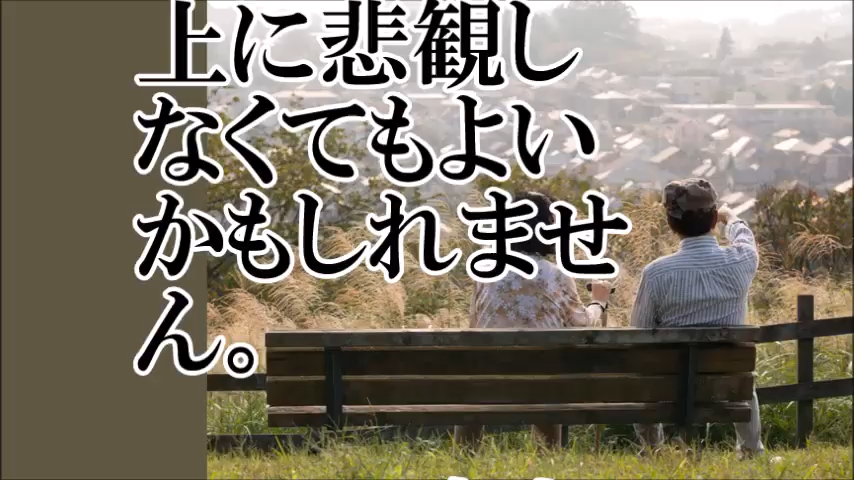 上に悲観し
なくてもよい
かもしれませ
ん。